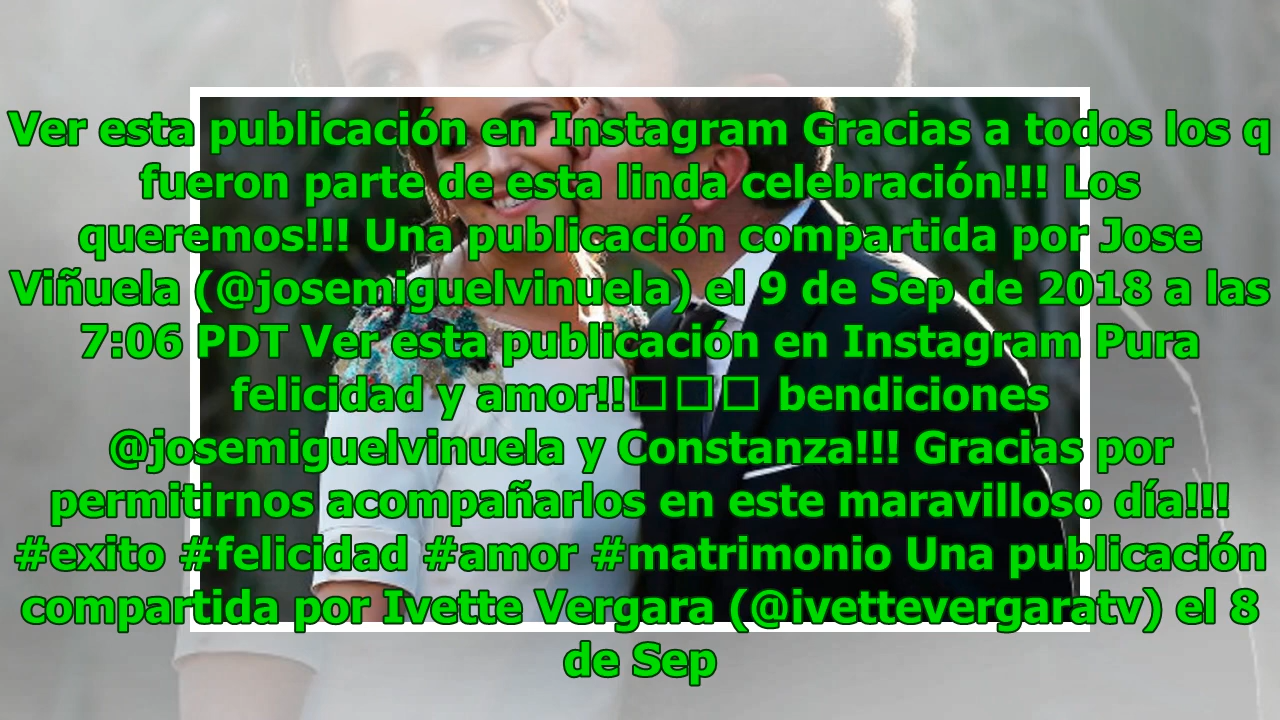 Ver esta publicación en Instagram Gracias a todos los q
fueron parte de esta linda celebración!!! Los
queremos!!! Una publicación compartida por Jose
Viñuela (@josemiguelvinuela) el 9 de Sep de 2018 a las
7:06 PDT Ver esta publicación en Instagram Pura
felicidad y amor!!□□□ bendiciones
@josemiguelvinuela y Constanza!!! Gracias por
permitirnos acompañarlos en este maravilloso día!!!
#exito #felicidad #amor #matrimonio Una publicación
compartida por Ivette Vergara (@ivettevergaratv) el 8
de Sep